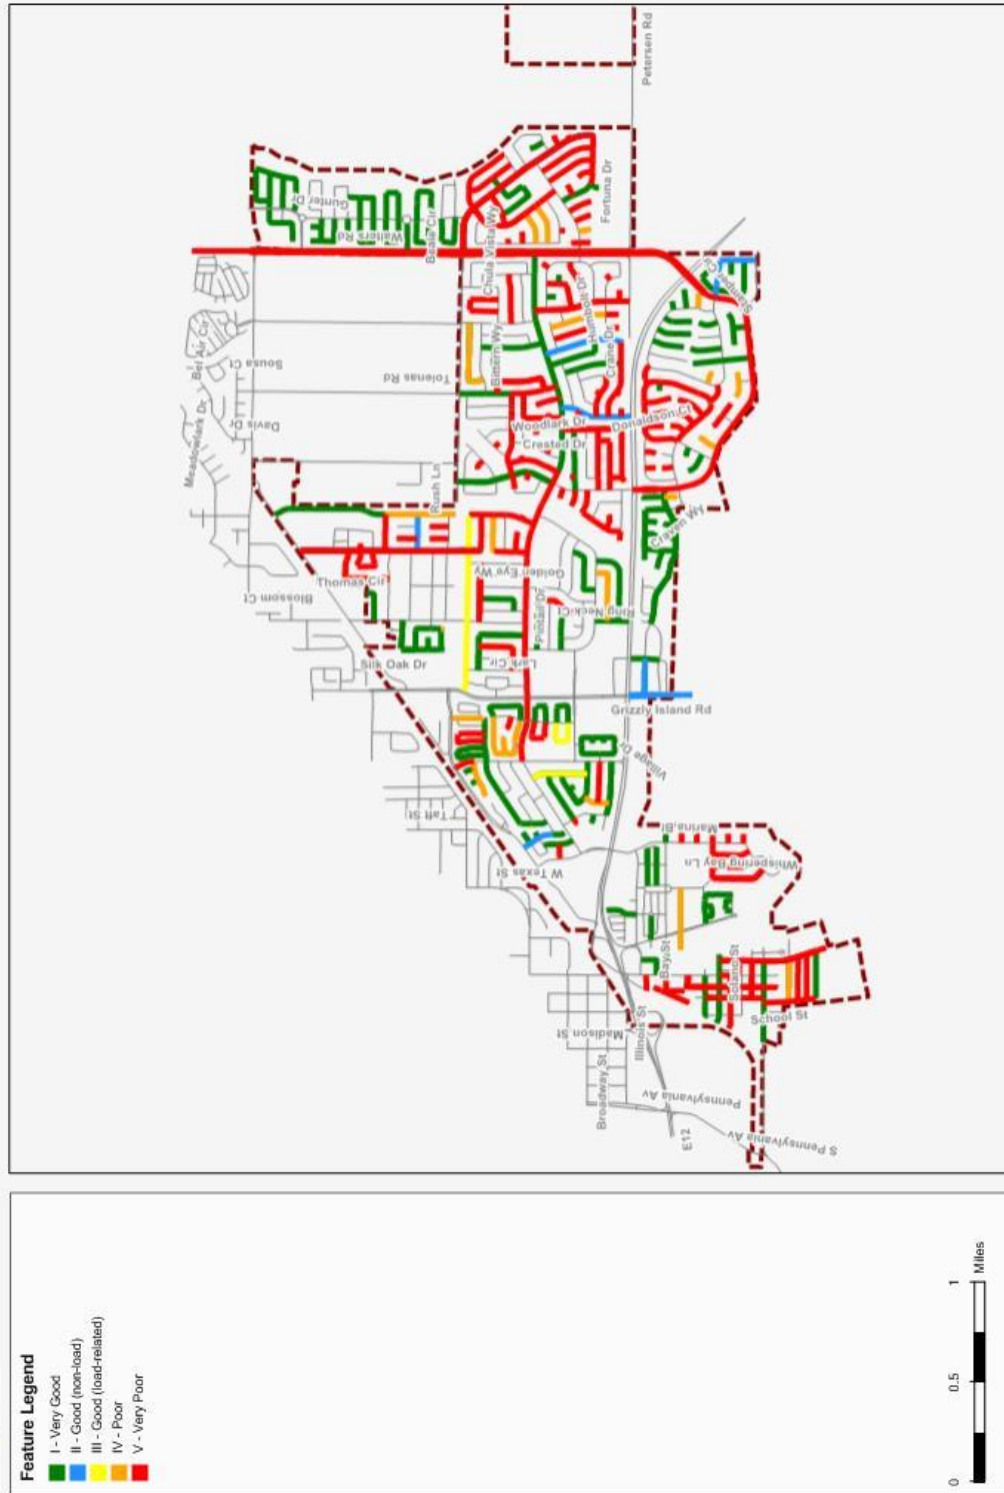 Petersen Rd
Gunter Dr
Walters Rd
Beale Cir
Chula Vista Wy
Fortuna Dr
Stamper Ct
Bel Air Cir
Sousa Ct
Meadowlark Dr
Davis Dr
Tolenas Rd
Bittern Wy
Humbolt Dr
Crane Dr
Woodlark Dr
Crested Dr
Donaldson Ct
Rush Ln
Craven Wy
Thomas Cir
Blossom Ct
Golden Eye Wy
Pintail Dr
Ring Neck Ct
Silk Oak Dr
Lark Cir
Grizzly Island Rd
Village Dr
Taft St
W Texas St
Marina Bl
Whispering Bay Ln
Bay St
Solano St
School St
Madison St
Illinois St
Broadway St
Pennsylvania Av
S Pennsylvania Av
E12
Feature Legend
I - Very Good
II - Good (non-load)
III - Good (load-related)
IV - Poor
V - Very Poor
0 0.5 1
Miles